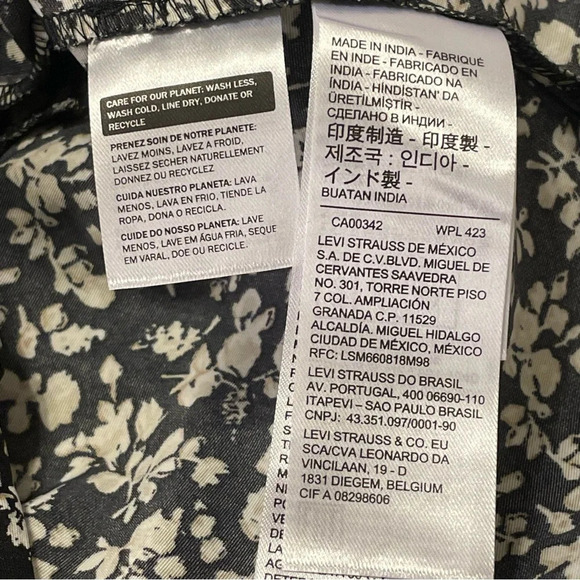 CARE FOR OUR PLANET: WASH LESS,
WASH COLD, LINE DRY, DONATE OR
RECYCLE
PRENEZ SOIN DE NOTRE PLANETE:
LAVEZ MOINS, LAVEZ A FROID,
LAISSEZ SECHER NATURELLEMENT
DONNEZ OU RECYCLEZ
CUIDA NUESTRO PLANETA: LAVA
MENOS, LAVA EN FRIO, TIENDE LA
ROPA, DONA O RECICLA.
CUIDE DO NOSSO PLANETA: LAVE
MENOS, LAVE EM ÁGUA FRIA, SEQUE
EM VARAL, DOE OU RECICLE.
MADE IN INDIA - FABRIQUÉ
EN INDE - FABRICADO EN
INDIA - FABRICADO NA
ÍNDIA - HİNDİSTAN' DA
ÜRETİLMİŞTİR -
СДЕЛАНО В ИНДИИ -
印度制造 - 印度製 -
제조국 : 인디아 -
インド製 -
BUATAN INDIA
CA00342 WPL 423
LEVI STRAUSS DE MÉXICO
S.A. DE C.V.BLVD. MIGUEL DE
CERVANTES SAAVEDRA
NO. 301, TORRE NORTE PISO
7 COL. AMPLIACIÓN
GRANADA C.P. 11529
ALCALDÍA. MIGUEL HIDALGO
CIUDAD DE MÉXICO, MÉXICO
RFC: LSM660818M98
LEVI STRAUSS DO BRASIL
AV. PORTUGAL, 400 06690-110
ITAPEVI – SAO PAULO BRASIL
CNPJ: 43.351.097/0001-90
LEVI STRAUSS & CO. EU
SCA/CVA LEONARDO DA
VINCILAAN, 19 - D
1831 DIEGEM, BELGIUM
CIF A 08298606